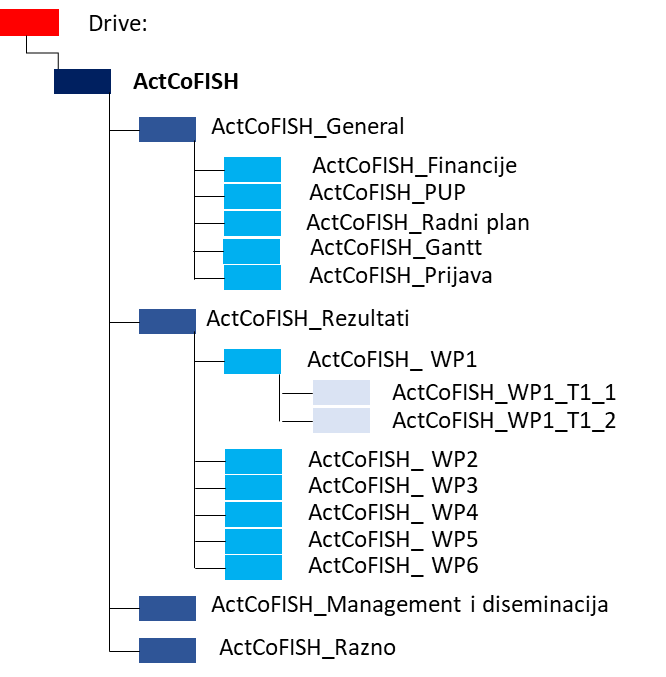 Drive:
ActCoFISH
ActCoFISH_General
ActCoFISH_Financije
ActCoFISH_PUP
ActCoFISH_Radni plan
ActCoFISH_Gantt
ActCoFISH_Prijava
ActCoFISH_Rezultati
ActCoFISH_ WP1
ActCoFISH_WP1_T1_1
ActCoFISH_WP1_T1_2
ActCoFISH_ WP2
ActCoFISH_ WP3
ActCoFISH_ WP4
ActCoFISH_ WP5
ActCoFISH_ WP6
ActCoFISH_Management i diseminacija
ActCoFISH_Razno